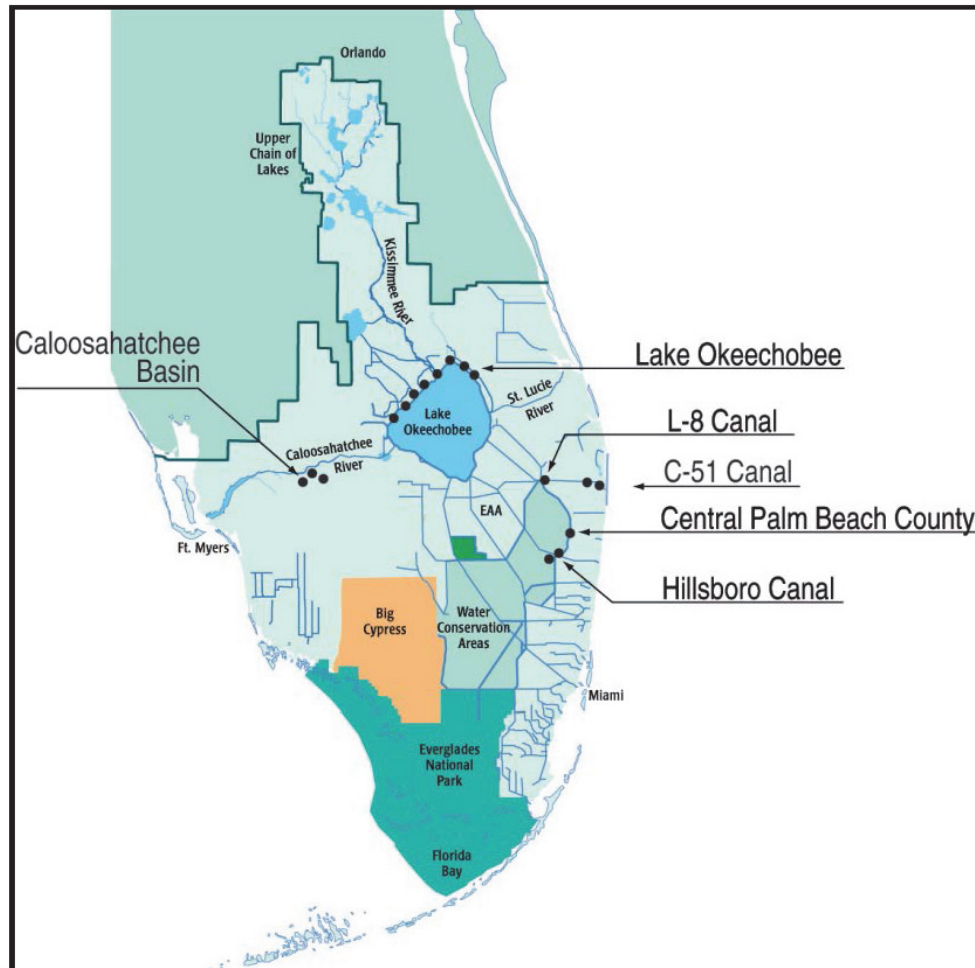 Orlando
Upper
Chain of
Lakes
Kissimmee River
Caloosahatchee
Basin
Lake Okeechobee
St. Lucie
River
Lake
Okeechobee
L-8 Canal
Caloosahatchee
River
C-51 Canal
EAA
Central Palm Beach County
Ft. Myers
Hillsboro Canal
Big
Cypress
Water
Conservation
Areas
Miami
Everglades
National
Park
Florida
Bay